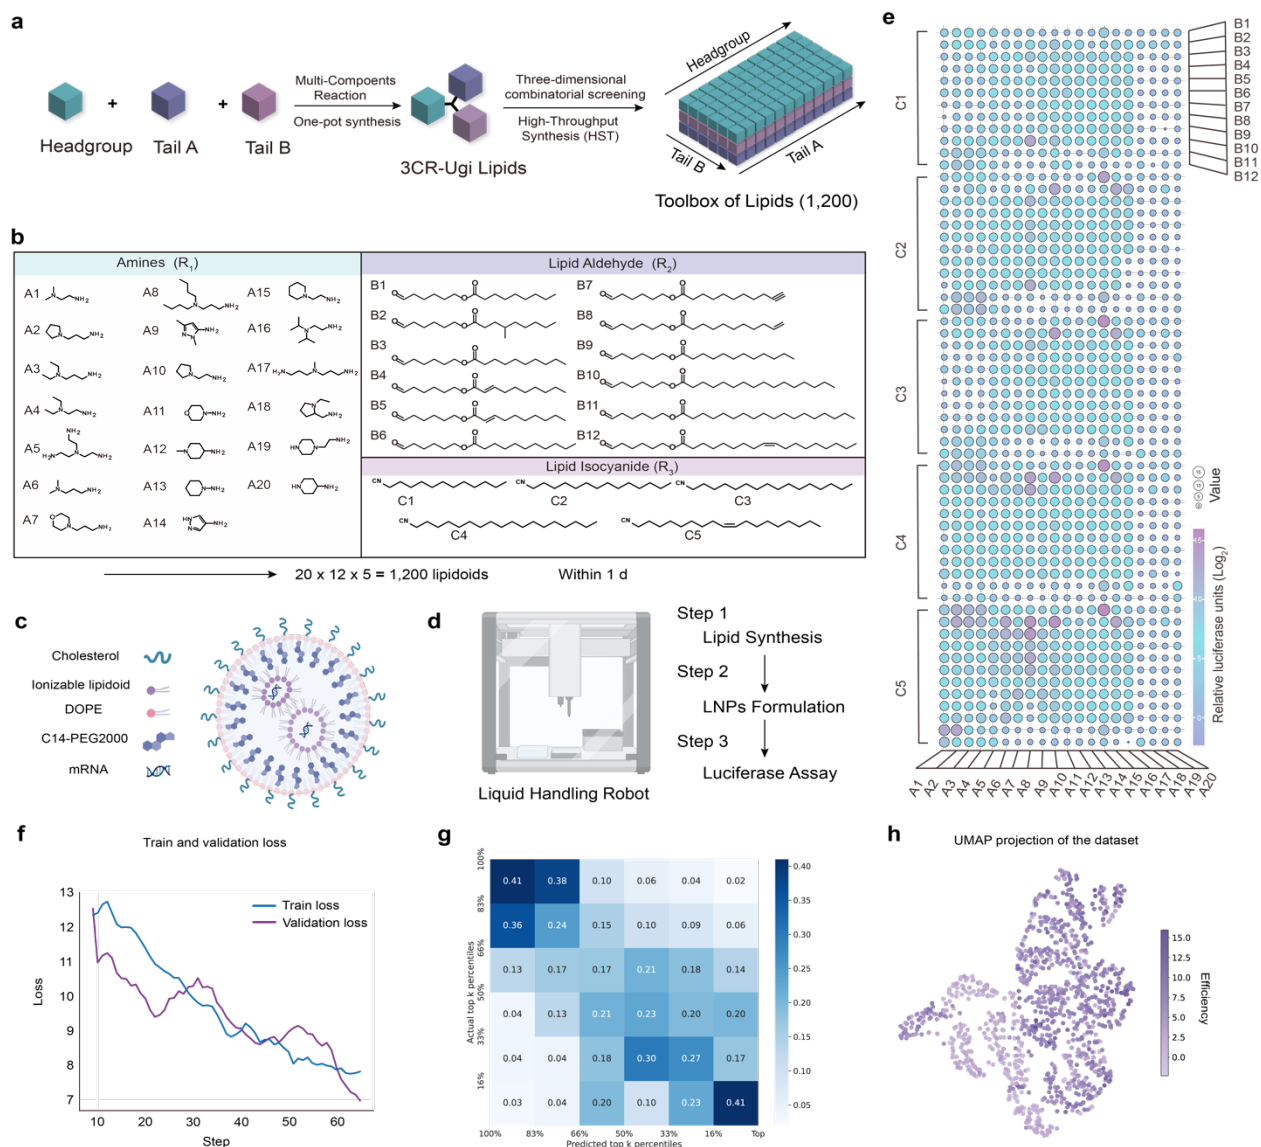 a
Headgroup
+
Tail A
+
Tail B
Multi-Compoents
Reaction
One-pot synthesis
3CR-Ugi Lipids
Three-dimensional
combinatorial screening
High-Throughput
Synthesis (HST)
Headgroup
Tail B
Tail A
Toolbox of Lipids (1,200)
b
Amines (R1)
A1
A2
A3
A4
A5
A6
A7
A8
A9
A10
A11
A12
A13
A14
A15
A16
A17
A18
A19
A20
Lipid Aldehyde (R2)
B1
B2
B3
B4
B5
B6
B7
B8
B9
B10
B11
B12
Lipid Isocyanide (R3)
C1
C2
C3
C4
C5
20 x 12 x 5 = 1,200 lipidoids
Within 1 d
c
Cholesterol
Ionizable lipidoid
DOPE
C14-PEG2000
mRNA
d
Liquid Handling Robot
Step 1
Lipid Synthesis
Step 2
LNPs Formulation
Step 3
Luciferase Assay
e
C1
C2
C3
C4
C5
B1
B2
B3
B4
B5
B6
B7
B8
B9
B10
B11
B12
A1
A2
A3
A4
A5
A6
A7
A8
A9
A10
A11
A12
A13
A14
A15
A16
A17
A18
A19
A20
Value
Relative luciferase units (Log2)
f
Train and validation loss
Train loss
Validation loss
Loss
13
12
11
10
9
8
7
10 20 30 40 50 60
Step
g
Actual top k percentiles
100%
83%
66%
50%
33%
16%
0.41 0.38 0.10 0.06 0.04 0.02
0.36 0.24 0.15 0.10 0.09 0.06
0.13 0.17 0.17 0.21 0.18 0.14
0.04 0.13 0.21 0.23 0.20 0.20
0.04 0.04 0.18 0.30 0.27 0.17
0.03 0.04 0.20 0.10 0.23 0.41
100% 83% 66% 50% 33% 16% Top
Predicted top k percentiles
0.40
0.35
0.30
0.25
0.20
0.15
0.10
0.05
h
UMAP projection of the dataset
15.0
12.5
10.0
7.5
5.0
2.5
0.0
Efficiency